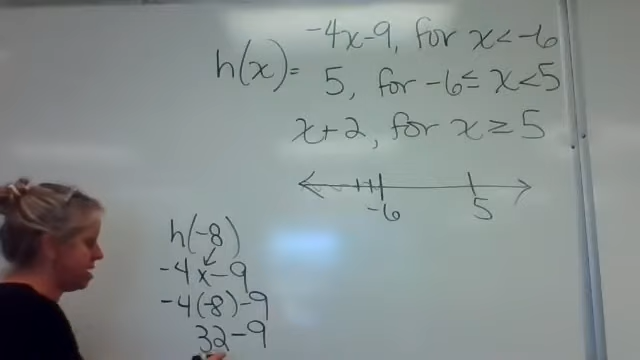 h(x) = -4x-9, for x < -6
5, for -6 ≤ x < 5
x+2, for x ≥ 5
-6 5
h(-8)
-4x-9
-4(-8)-9
32-9